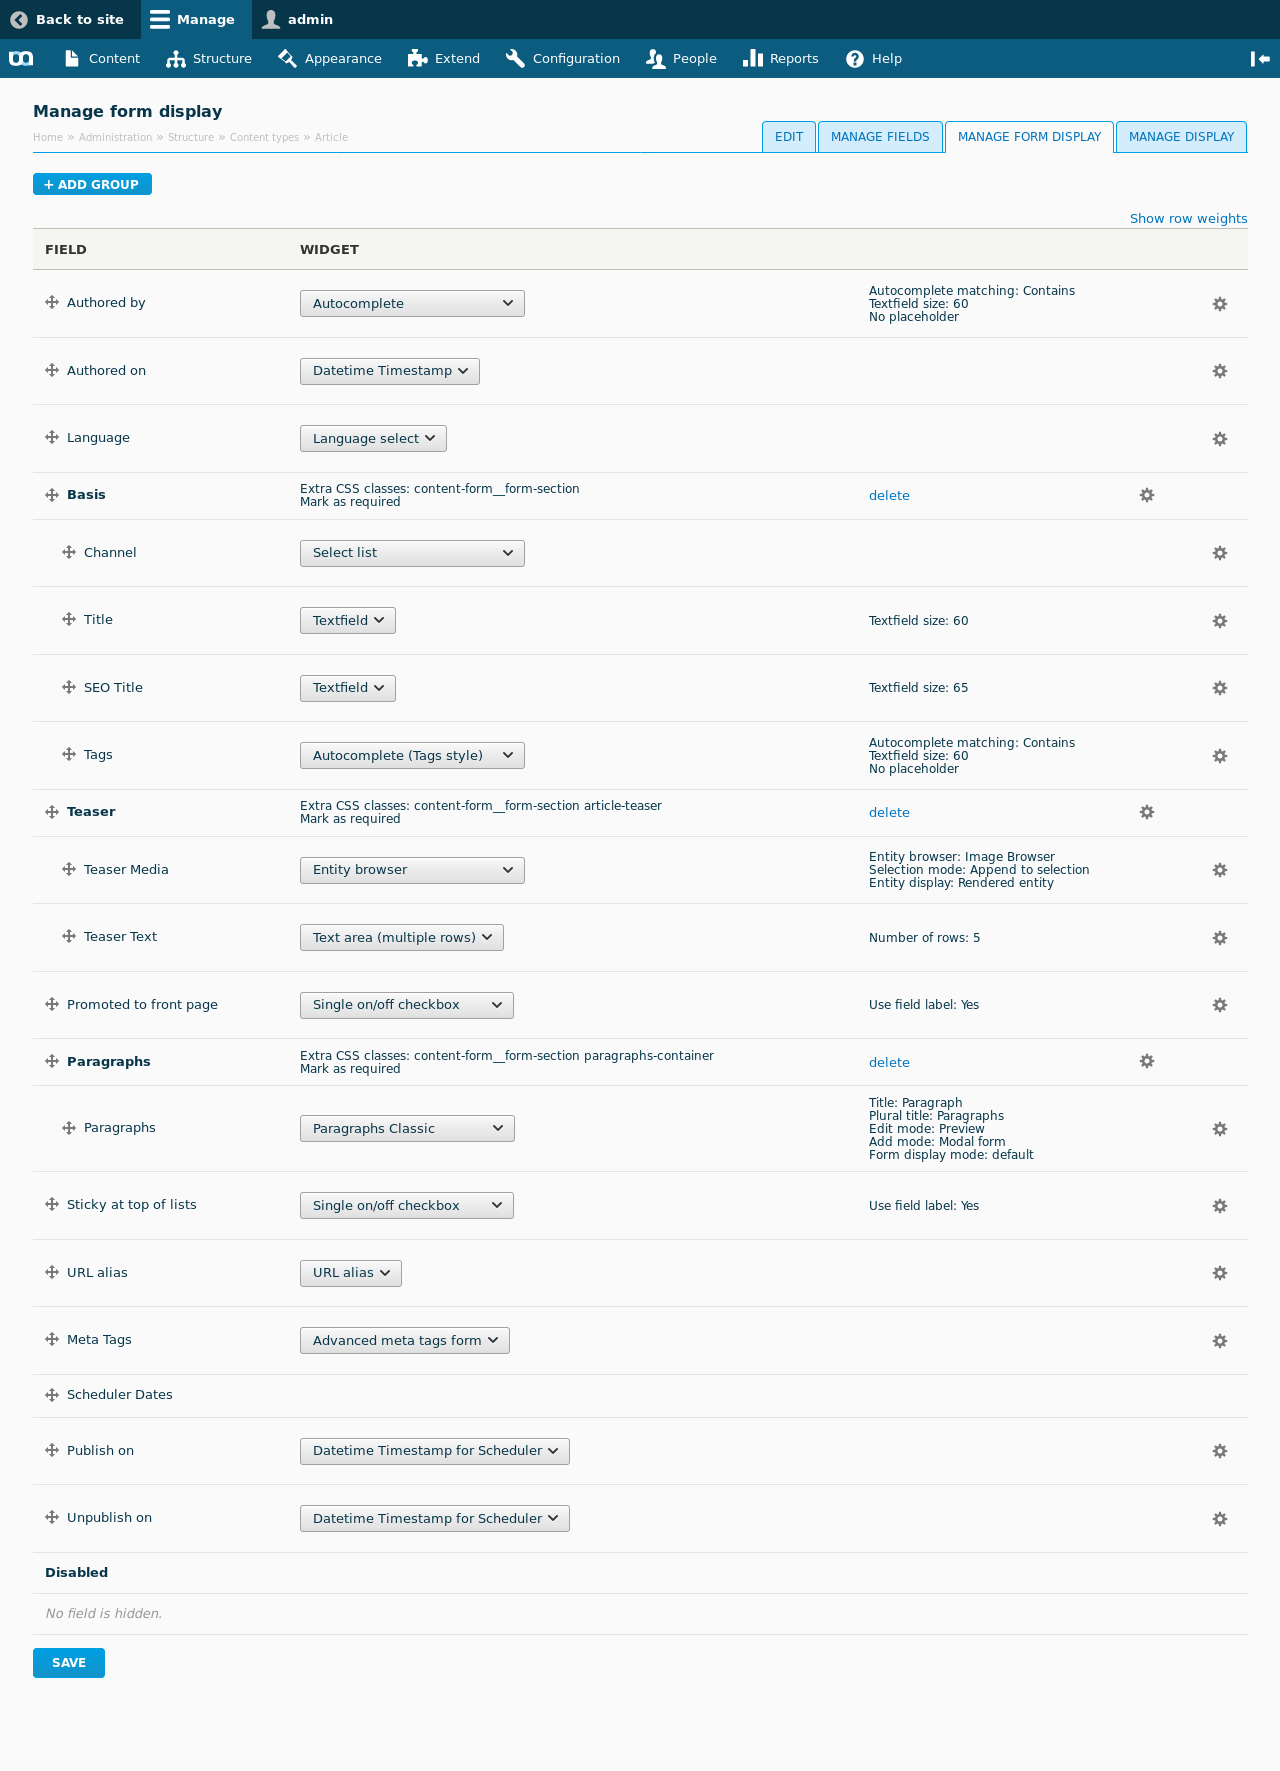 Back to site
Manage
admin
Content
Structure
Appearance
Extend
Configuration
People
Reports
Help
Manage form display
Home » Administration » Structure » Content types » Article
EDIT
MANAGE FIELDS
MANAGE FORM DISPLAY
MANAGE DISPLAY
+ ADD GROUP
Show row weights
FIELD
WIDGET
Authored by
Autocomplete
Autocomplete matching: Contains
Textfield size: 60
No placeholder
Authored on
Datetime Timestamp
Language
Language select
Basis
Extra CSS classes: content-form__form-section
Mark as required
delete
Channel
Select list
Title
Textfield
Textfield size: 60
SEO Title
Textfield
Textfield size: 65
Tags
Autocomplete (Tags style)
Autocomplete matching: Contains
Textfield size: 60
No placeholder
Teaser
Extra CSS classes: content-form__form-section article-teaser
Mark as required
delete
Teaser Media
Entity browser
Entity browser: Image Browser
Selection mode: Append to selection
Entity display: Rendered entity
Teaser Text
Text area (multiple rows)
Number of rows: 5
Promoted to front page
Single on/off checkbox
Use field label: Yes
Paragraphs
Extra CSS classes: content-form__form-section paragraphs-container
Mark as required
delete
Paragraphs
Paragraphs Classic
Title: Paragraph
Plural title: Paragraphs
Edit mode: Preview
Add mode: Modal form
Form display mode: default
Sticky at top of lists
Single on/off checkbox
Use field label: Yes
URL alias
URL alias
Meta Tags
Advanced meta tags form
Scheduler Dates
Publish on
Datetime Timestamp for Scheduler
Unpublish on
Datetime Timestamp for Scheduler
Disabled
No field is hidden.
SAVE